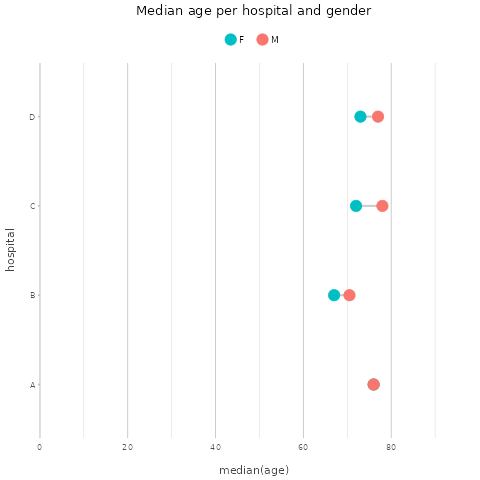 Median age per hospital and gender
F M
D
C
B
A
hospital
0 20 40 60 80
median(age)